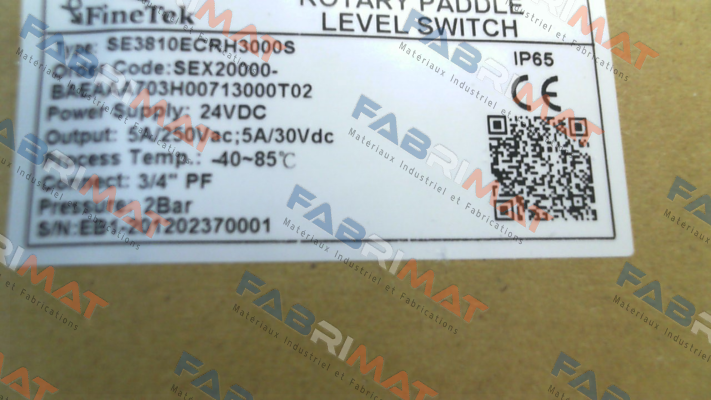 FineTek
ROTARY PADDLE
LEVEL SWITCH
Type: SE3810ECRH3000S
Order Code: SEX20000-
BAEAAA703H00713000T02
Power Supply: 24VDC
Output: 5A/250Vac;5A/30Vdc
Process Temp.: -40~85℃
Connect: 3/4" PF
Pressure: 2Bar
S/N:EB1-201202370001
IP65
CE
FABRIMAT
Materiaux Industriel et Fabrications